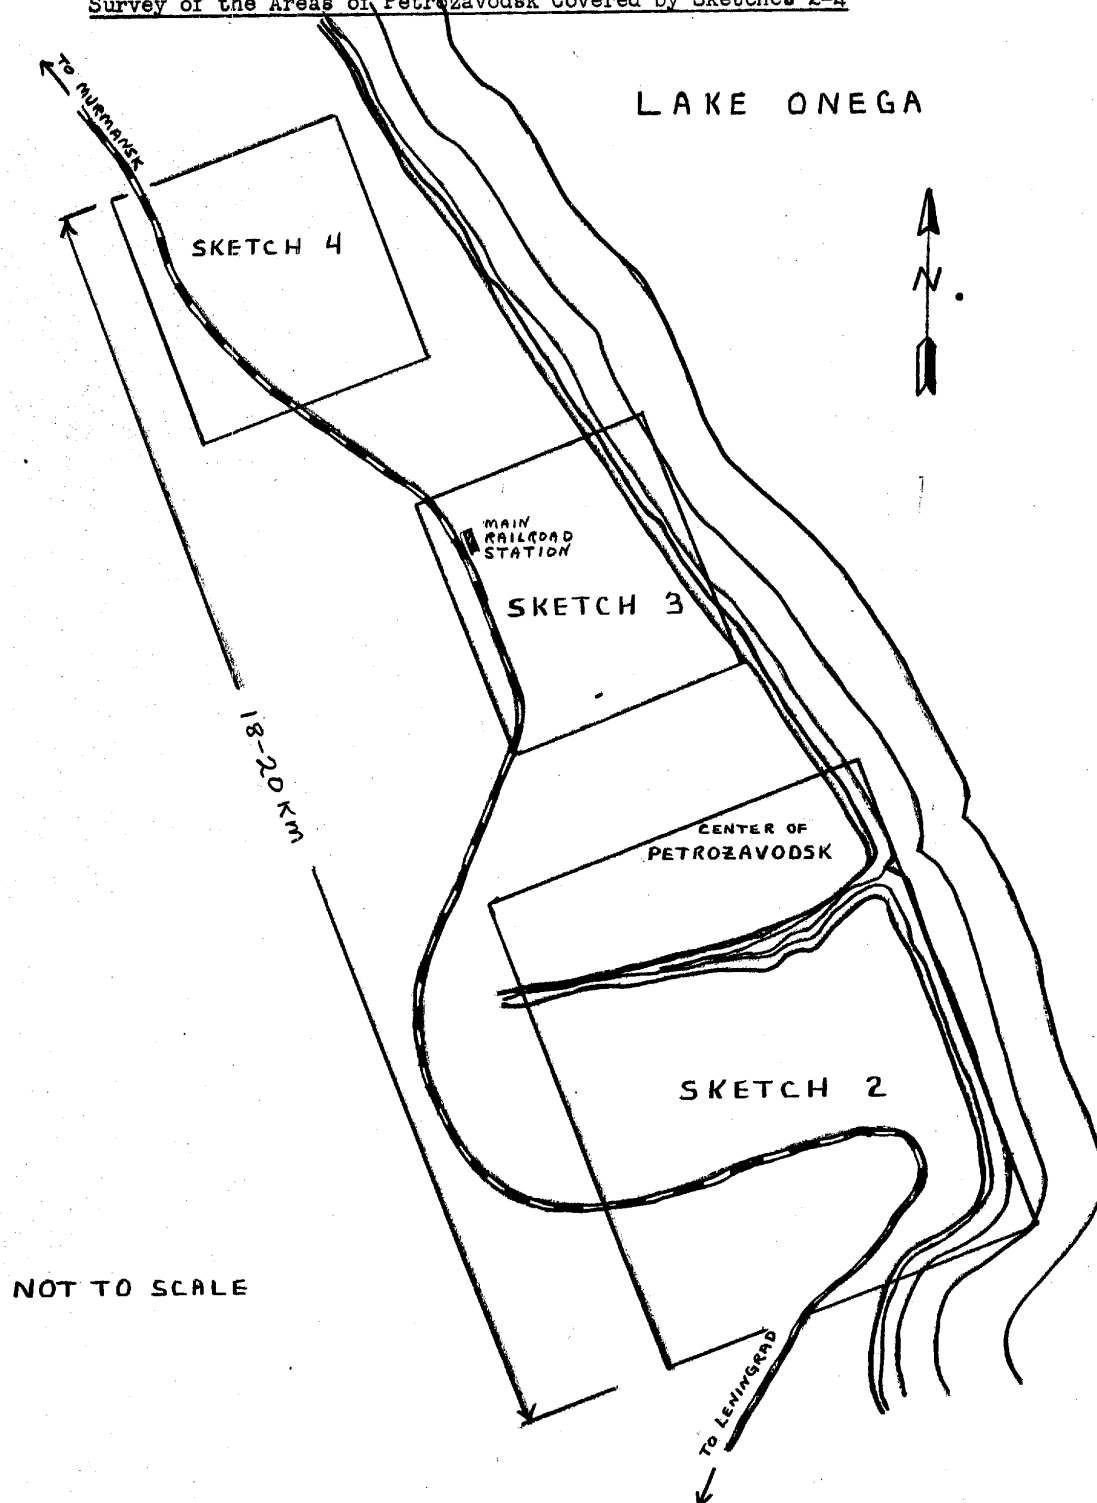 Survey of the Areas of Petrozavodsk Covered by Sketches 2-4
TO MURMANSK
LAKE ONEGA
SKETCH 4
N
MAIN
RAILROAD
STATION
SKETCH 3
18-20 KM
CENTER OF
PETROZAVODSK
SKETCH 2
NOT TO SCALE
TO LENINGRAD